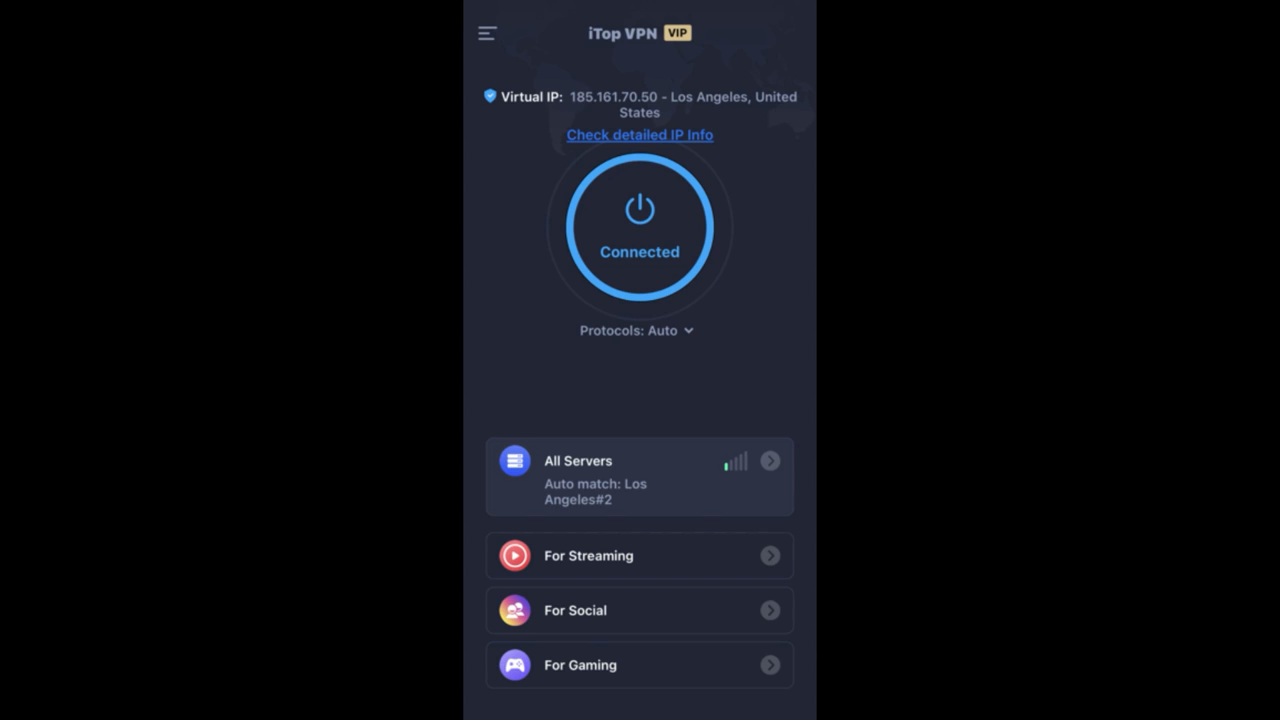 iTop VPN VIP
Virtual IP: 185.161.70.50 - Los Angeles, United
States
Check detailed IP Info
Connected
Protocols: Auto
All Servers
Auto match: Los
Angeles#2
For Streaming
For Social
For Gaming